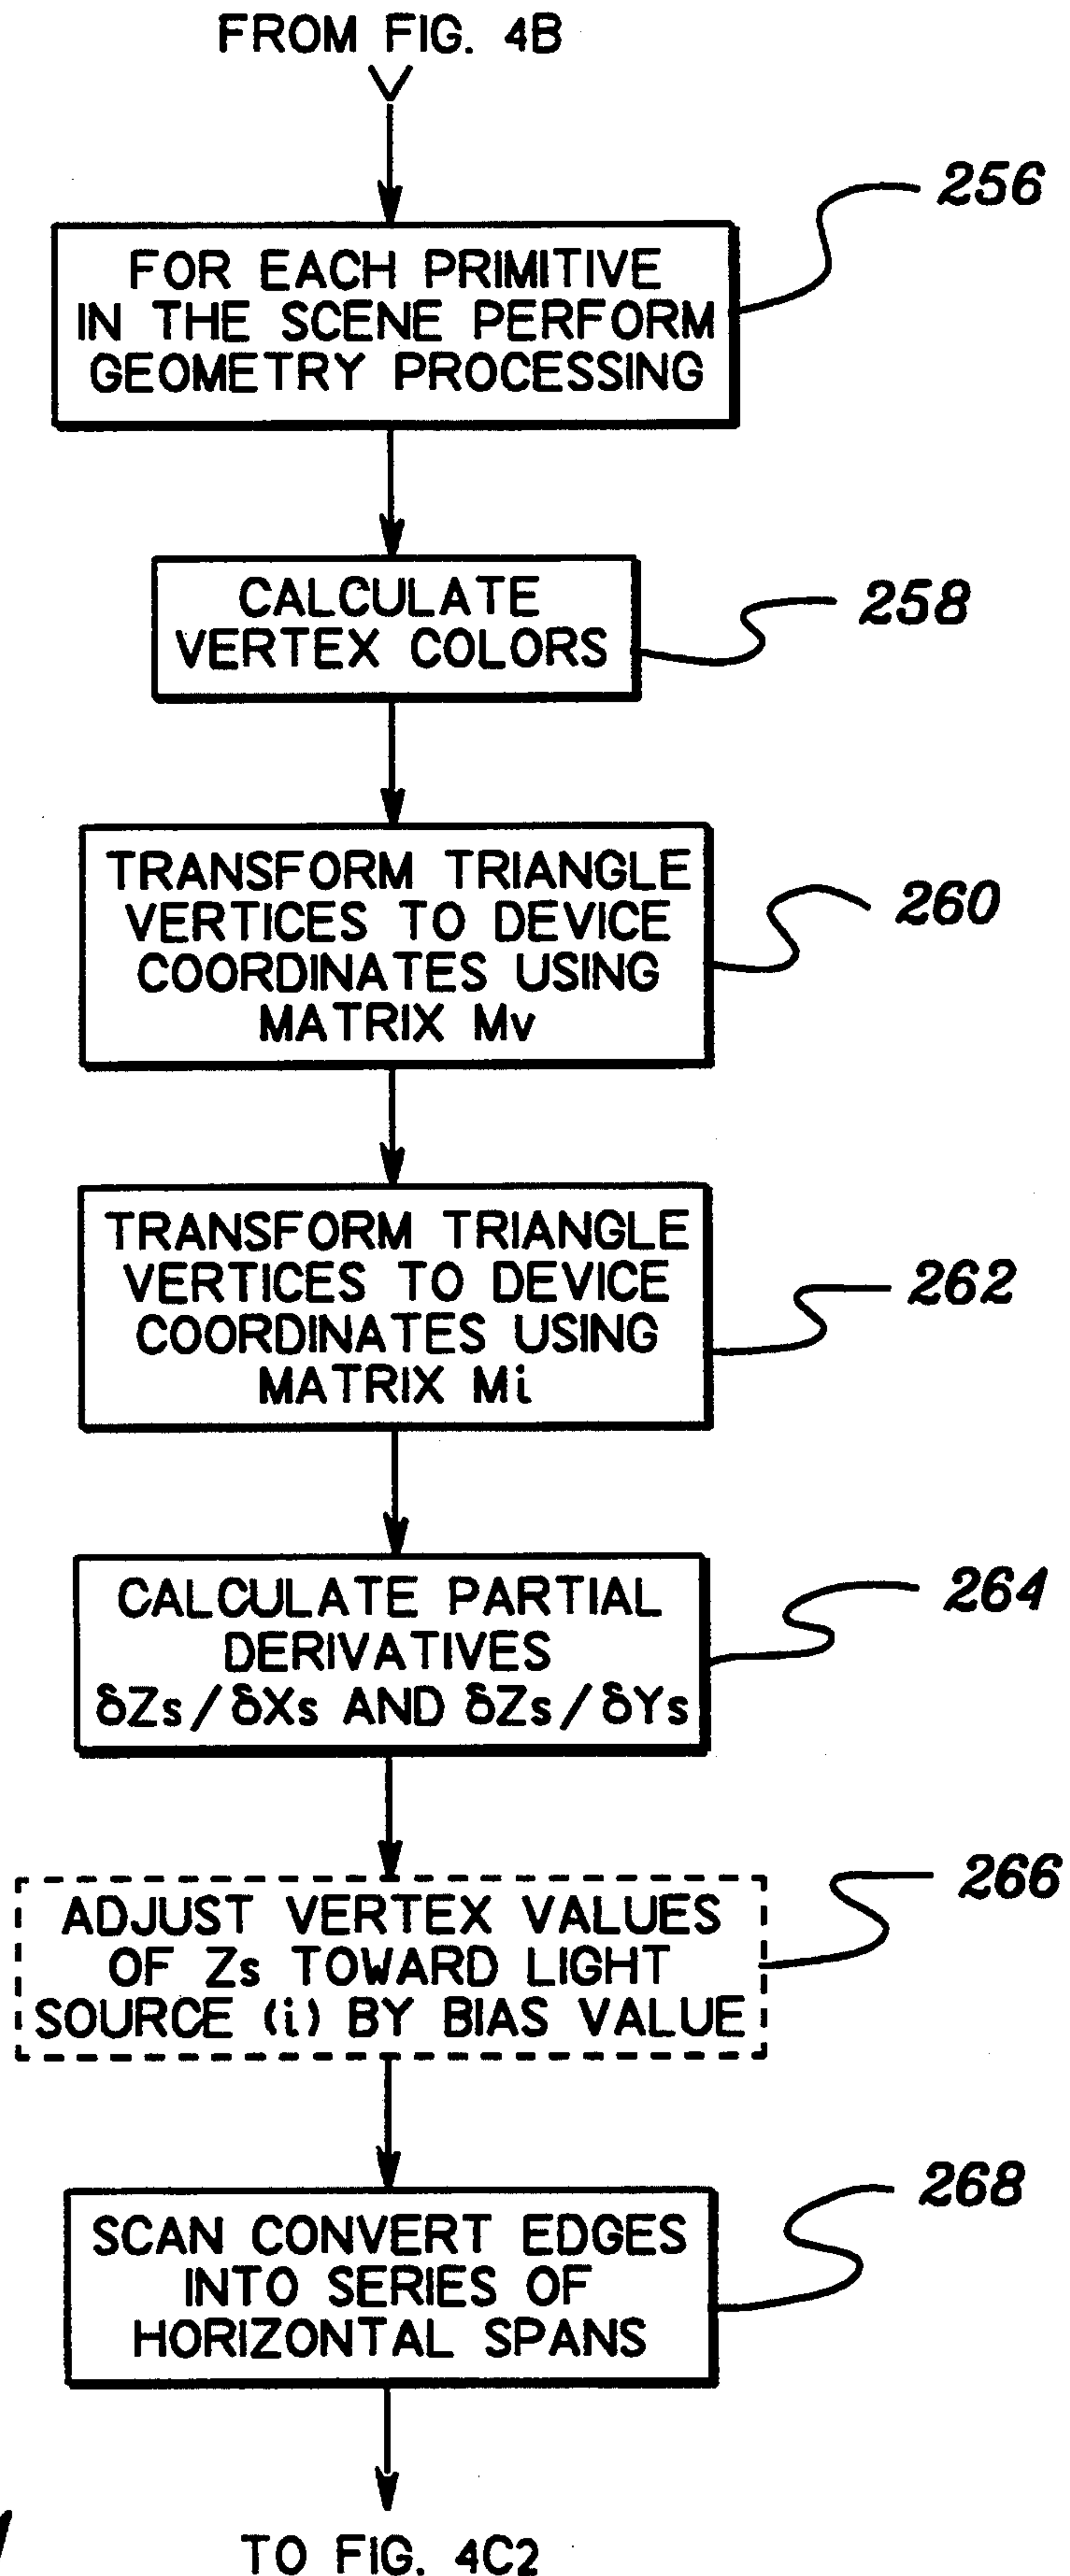 FROM FIG. 4B
256
FOR EACH PRIMITIVE
IN THE SCENE PERFORM
GEOMETRY PROCESSING
258
CALCULATE
VERTEX COLORS
260
TRANSFORM TRIANGLE
VERTICES TO DEVICE
COORDINATES USING
MATRIX Mv
262
TRANSFORM TRIANGLE
VERTICES TO DEVICE
COORDINATES USING
MATRIX Mi
264
CALCULATE PARTIAL
DERIVATIVES
δZs/δXs AND δZs/δYs
266
ADJUST VERTEX VALUES
OF Zs TOWARD LIGHT
SOURCE (i) BY BIAS VALUE
268
SCAN CONVERT EDGES
INTO SERIES OF
HORIZONTAL SPANS
TO FIG. 4C2